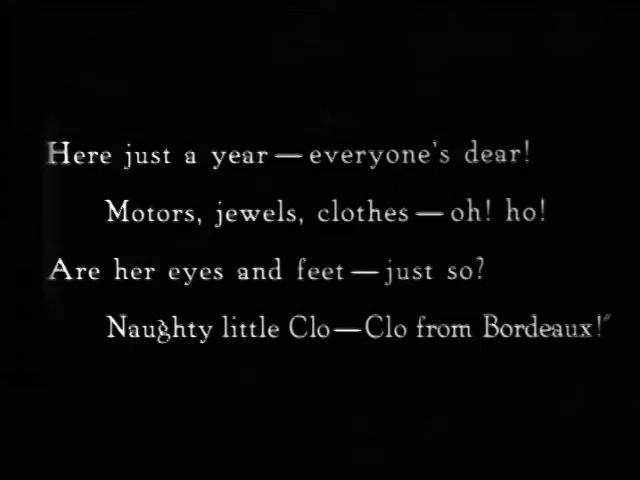 Here just a year — everyone's dear!
Motors, jewels, clothes — oh! ho!
Are her eyes and feet — just so?
Naughty little Clo—Clo from Bordeaux!"